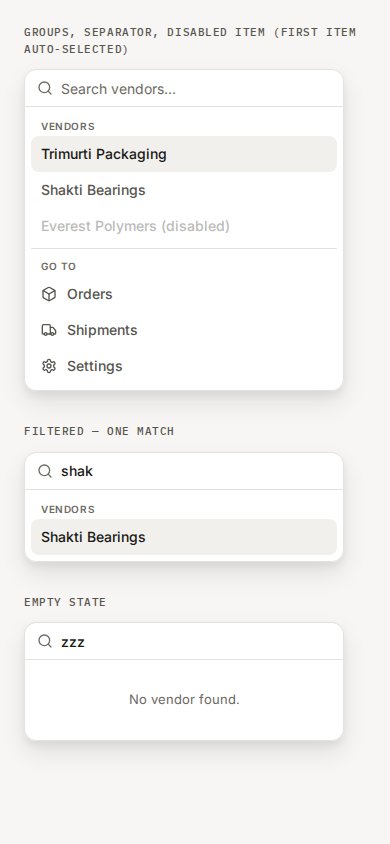 GROUPS, SEPARATOR, DISABLED ITEM (FIRST ITEM
AUTO-SELECTED)
Search vendors...
VENDORS
Trimurti Packaging
Shakti Bearings
Everest Polymers (disabled)
GO TO
Orders
Shipments
Settings
FILTERED — ONE MATCH
shak
VENDORS
Shakti Bearings
EMPTY STATE
zzz
No vendor found.